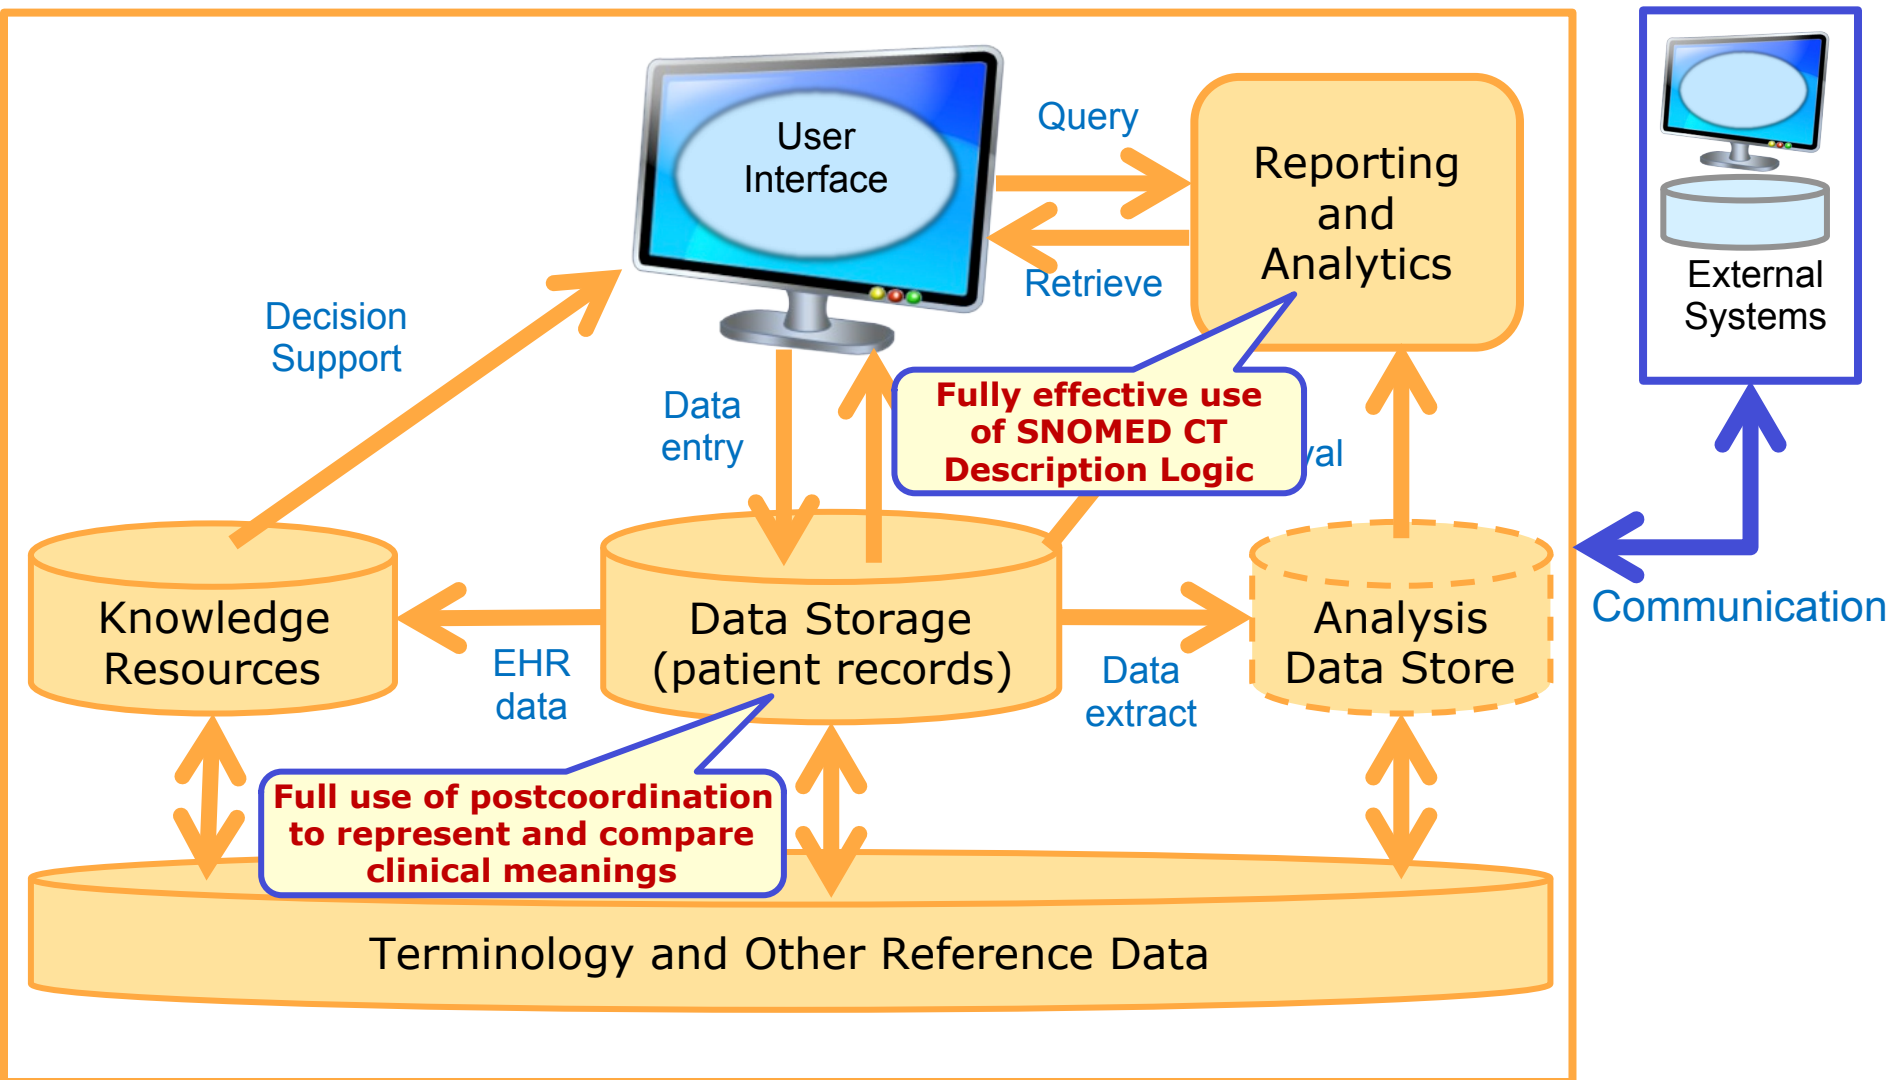 User
Interface
Query
Retrieve
Reporting
and
Analytics
External
Systems
Decision
Support
Data
entry
Fully effective use
of SNOMED CT
Description Logic
Communication
Knowledge
Resources
EHR
data
Data Storage
(patient records)
Data
extract
Analysis
Data Store
Full use of postcoordination
to represent and compare
clinical meanings
Terminology and Other Reference Data